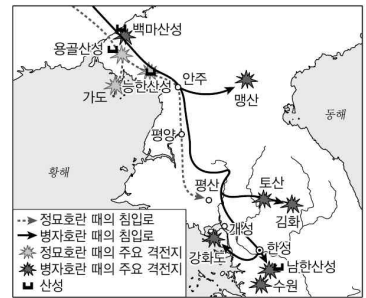 백마산성
용골산성
능한산성
가도
안주
맹산
동해
평양
황해
평산
토산
김화
개성
강화도
한성
남한산성
수원
정묘호란 때의 침입로
병자호란 때의 침입로
정묘호란 때의 주요 격전지
병자호란 때의 주요 격전지
산성